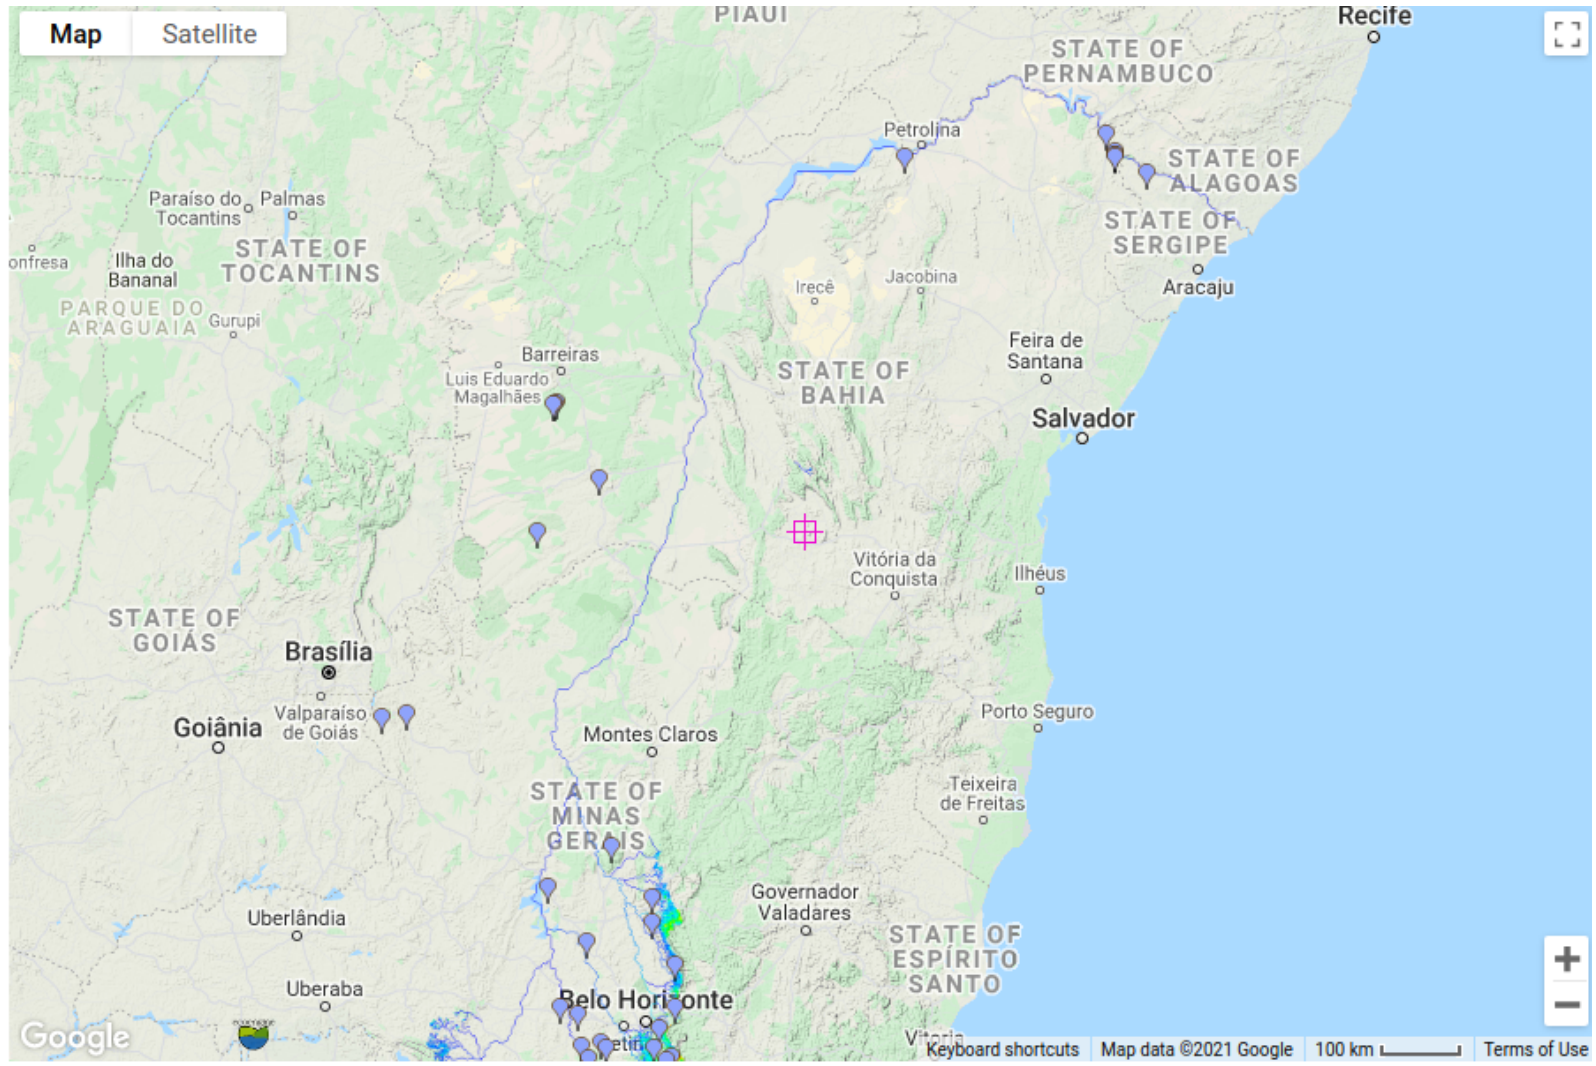 Map
Satellite
PIAUÍ
Recife
STATE OF
PERNAMBUCO
Petrolina
STATE OF
ALAGOAS
Paraíso do
Tocantins
Palmas
STATE OF
SERGIPE
STATE OF
TOCANTINS
onfresa
Ilha do
Bananal
Irecê
Jacobina
Aracaju
PARQUE DO
ARAGUAIA
Gurupi
Feira de
Santana
Barreiras
Luis Eduardo
Magalhães
STATE OF
BAHIA
Salvador
Vitória da
Conquista
Ilhéus
STATE OF
GOIÁS
Brasília
Valparaíso
de Goiás
Goiânia
Porto Seguro
Montes Claros
Teixeira
de Freitas
STATE OF
MINAS
GERAIS
Governador
Valadares
Uberlândia
STATE OF
ESPÍRITO
SANTO
Uberaba
Belo Horizonte
Google
etim
Vitoria
Keyboard shortcuts
Map data ©2021 Google
100 km
Terms of Use